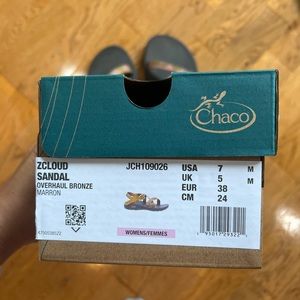 Chaco
ZCLOUD JCH109026 USA 7 M
SANDAL UK 5 M
OVERHAUL BRONZE EUR 38
MARRON CM 24
WOMENS/FEMMES